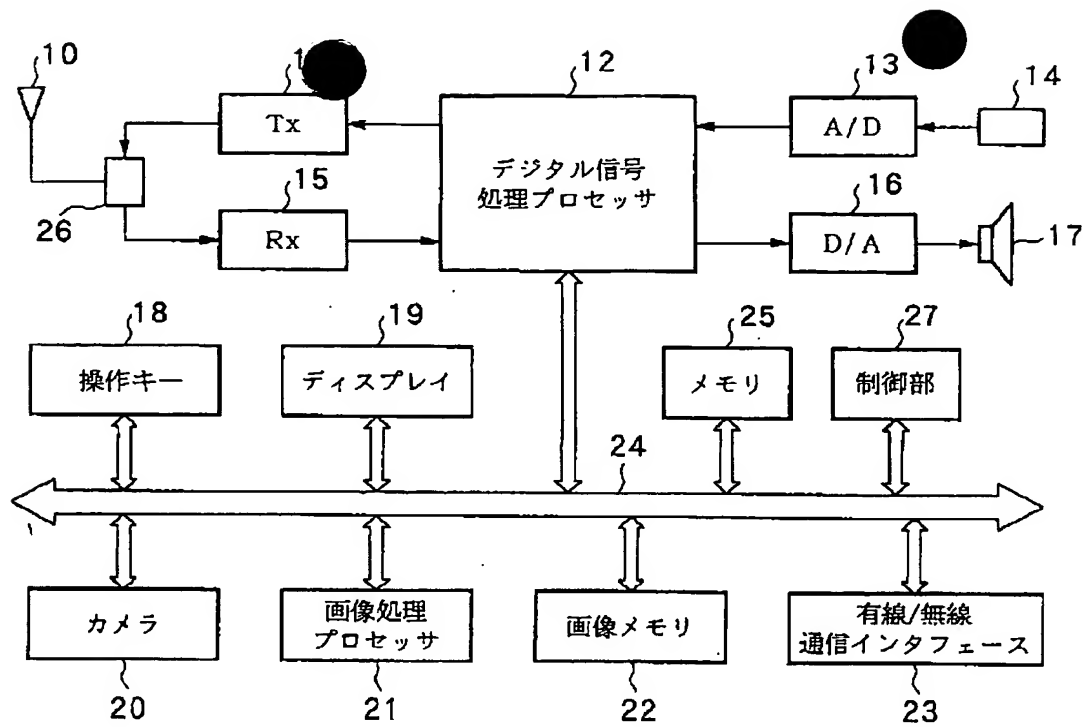 10
12
13
14
Tx
A/D
デジタル信号
処理プロセッサ
15
16
26
Rx
D/A
17
18
19
25
27
操作キー
ディスプレイ
メモリ
制御部
24
カメラ
画像処理
プロセッサ
画像メモリ
有線/無線
通信インタフェース
20
21
22
23